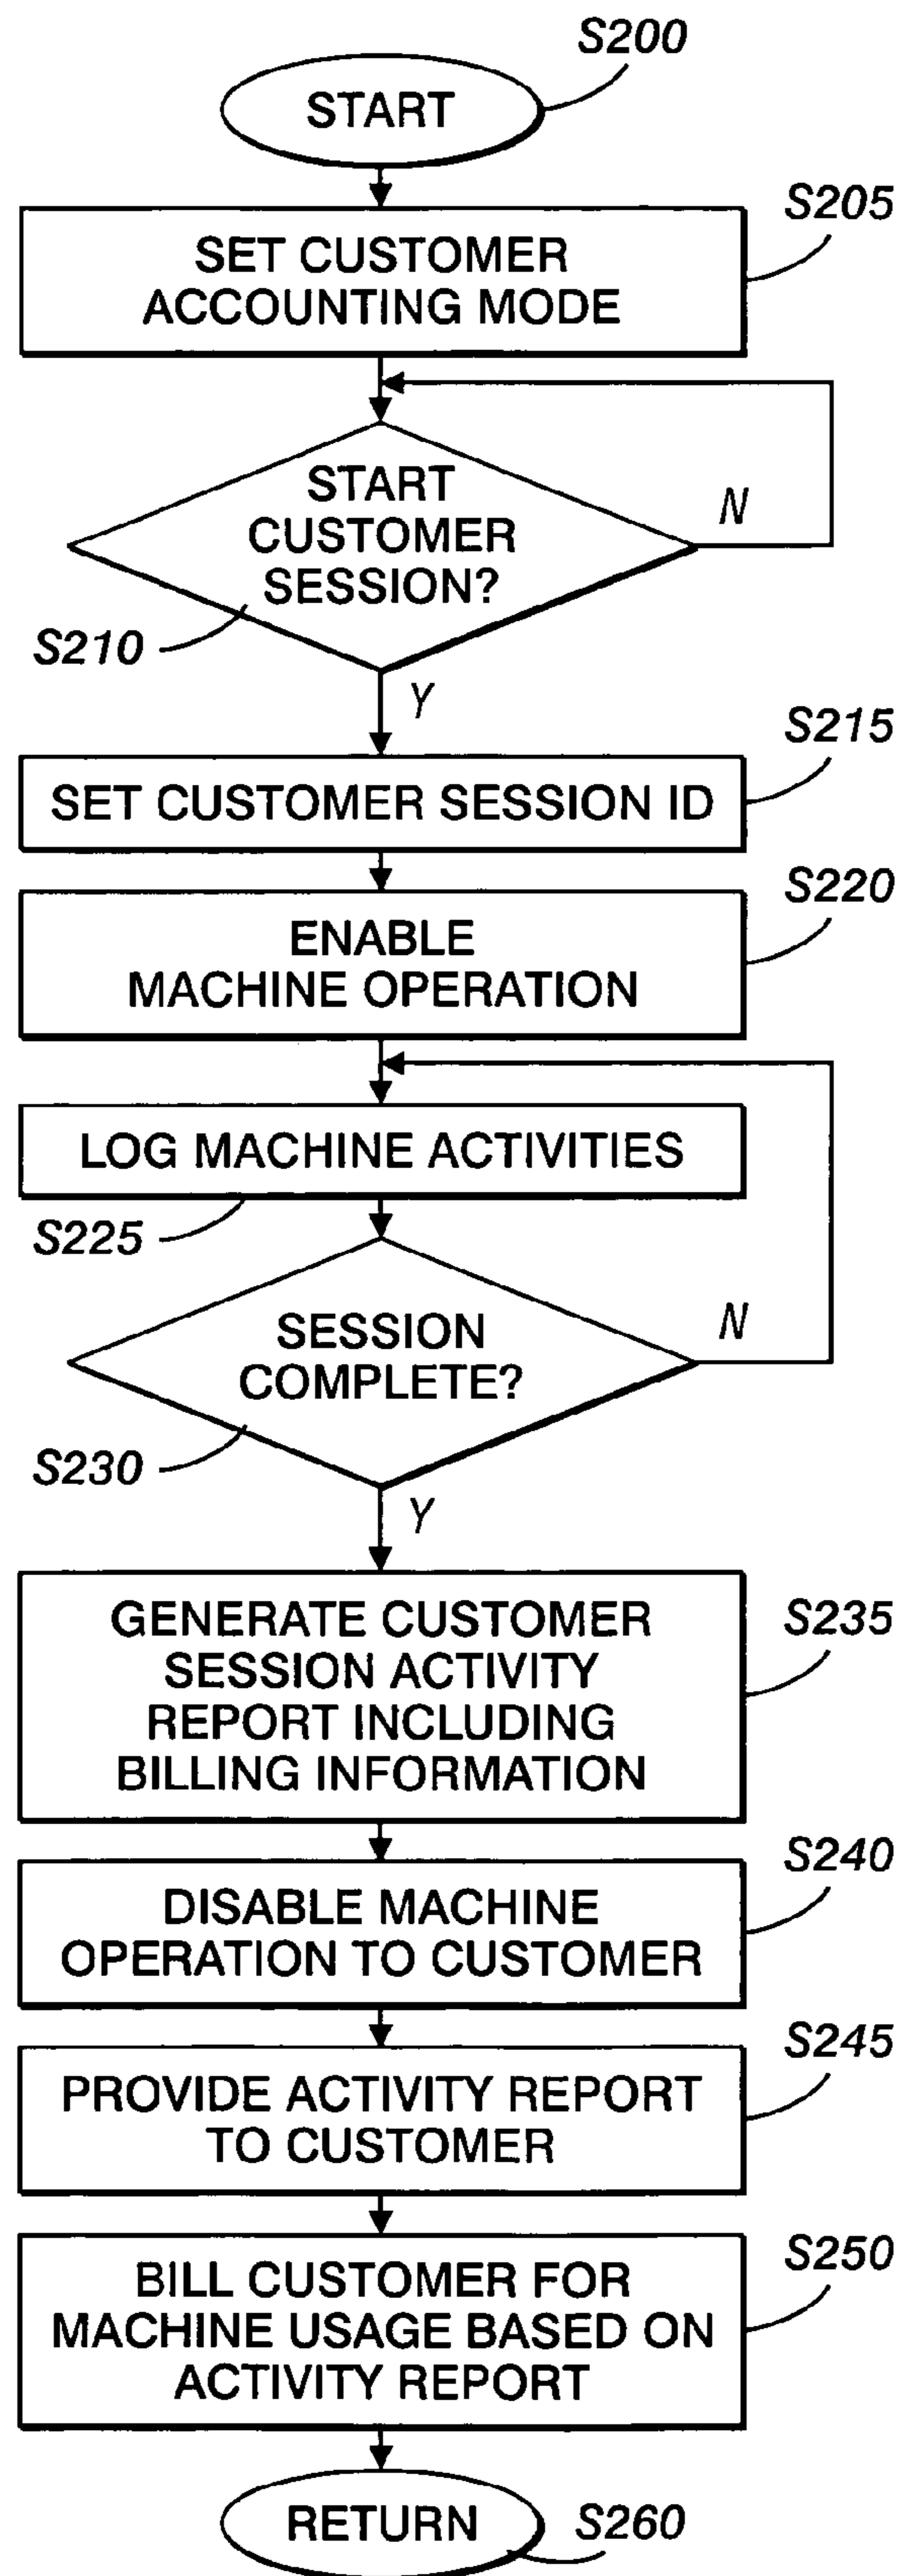 S200
START
S205
SET CUSTOMER
ACCOUNTING MODE
START
CUSTOMER
SESSION?
N
S210
Y
S215
SET CUSTOMER SESSION ID
S220
ENABLE
MACHINE OPERATION
LOG MACHINE ACTIVITIES
S225
SESSION
COMPLETE?
N
S230
Y
GENERATE CUSTOMER
SESSION ACTIVITY
REPORT INCLUDING
BILLING INFORMATION
S235
S240
DISABLE MACHINE
OPERATION TO CUSTOMER
S245
PROVIDE ACTIVITY REPORT
TO CUSTOMER
S250
BILL CUSTOMER FOR
MACHINE USAGE BASED ON
ACTIVITY REPORT
RETURN
S260